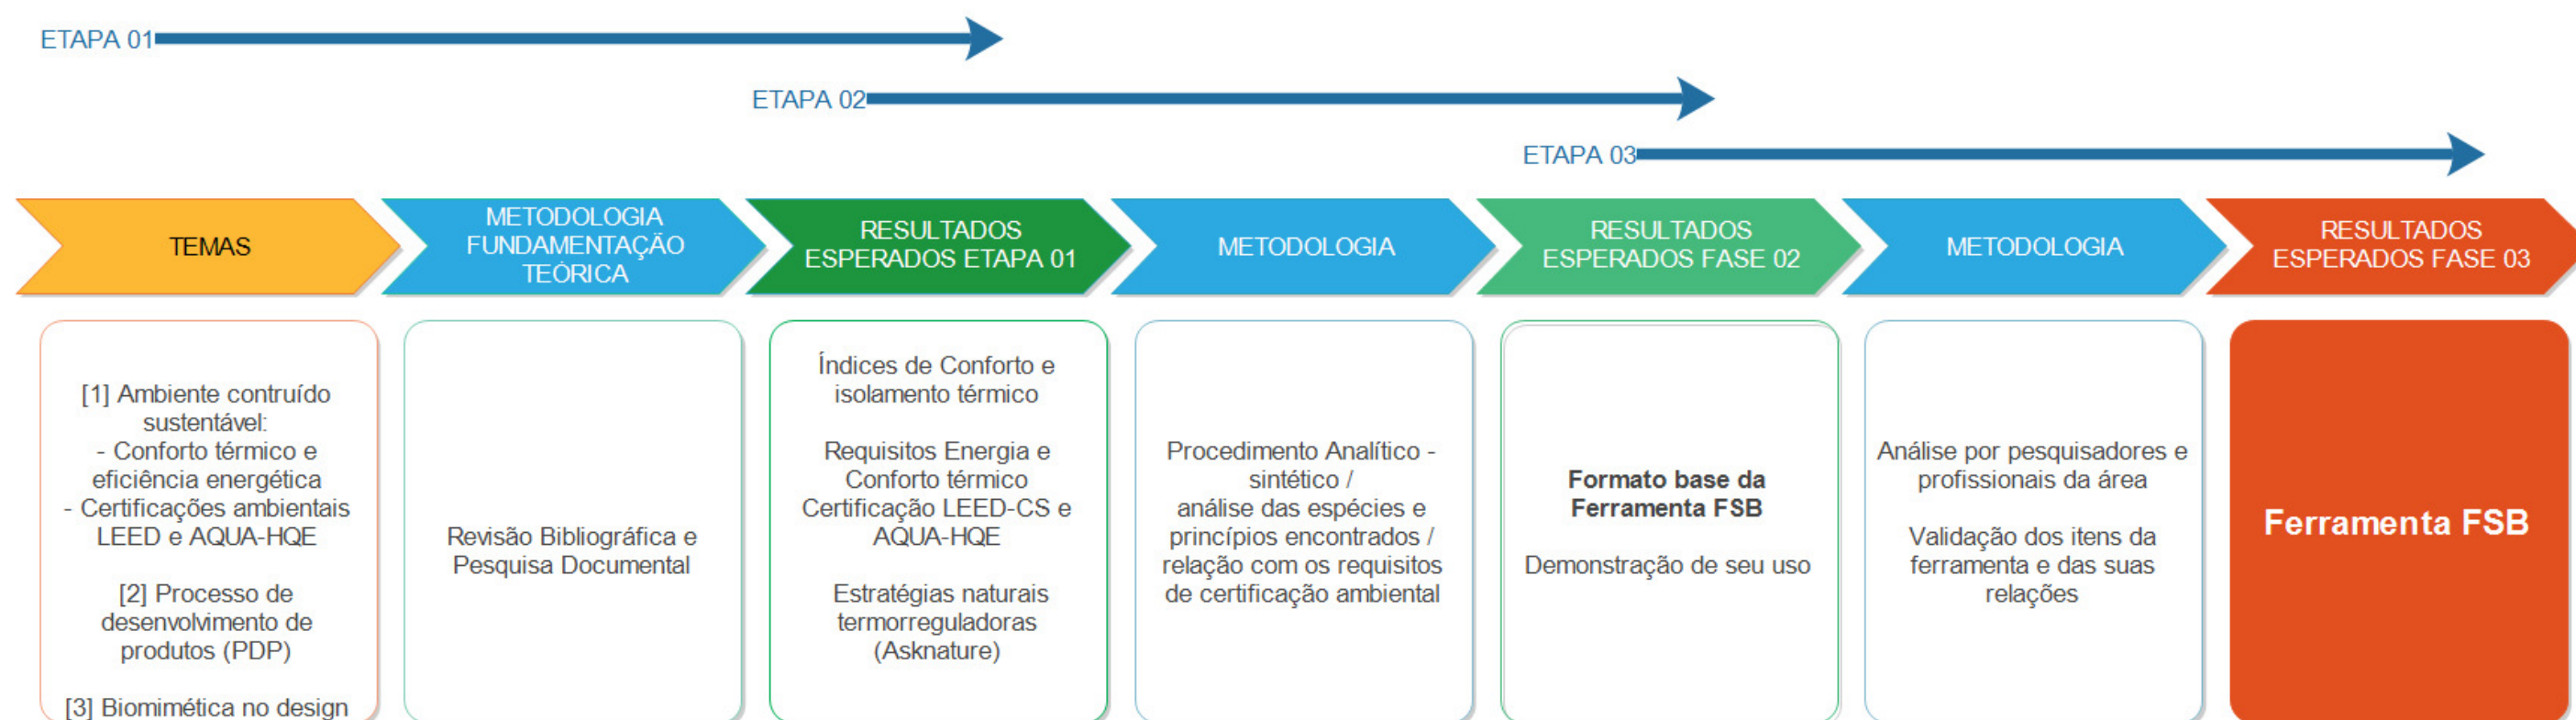 ETAPA 01
ETAPA 02
ETAPA 03
TEMAS
METODOLOGIA
FUNDAMENTAÇÃO
TEÓRICA
RESULTADOS
ESPERADOS ETAPA 01
METODOLOGIA
RESULTADOS
ESPERADOS FASE 02
METODOLOGIA
RESULTADOS
ESPERADOS FASE 03
[1] Ambiente contruído
sustentável:
- Conforto térmico e
eficiência energética
- Certificações ambientais
LEED e AQUA-HQE
[2] Processo de
desenvolvimento de
produtos (PDP)
[3] Biomimética no design
Revisão Bibliográfica e
Pesquisa Documental
Índices de Conforto e
isolamento térmico
Requisitos Energia e
Conforto térmico
Certificação LEED-CS e
AQUA-HQE
Estratégias naturais
termorreguladoras
(Asknature)
Procedimento Analítico -
sintético /
análise das espécies e
princípios encontrados /
relação com os requisitos
de certificação ambiental
Formato base da
Ferramenta FSB
Demonstração de seu uso
Análise por pesquisadores e
profissionais da área
Validação dos itens da
ferramenta e das suas
relações
Ferramenta FSB